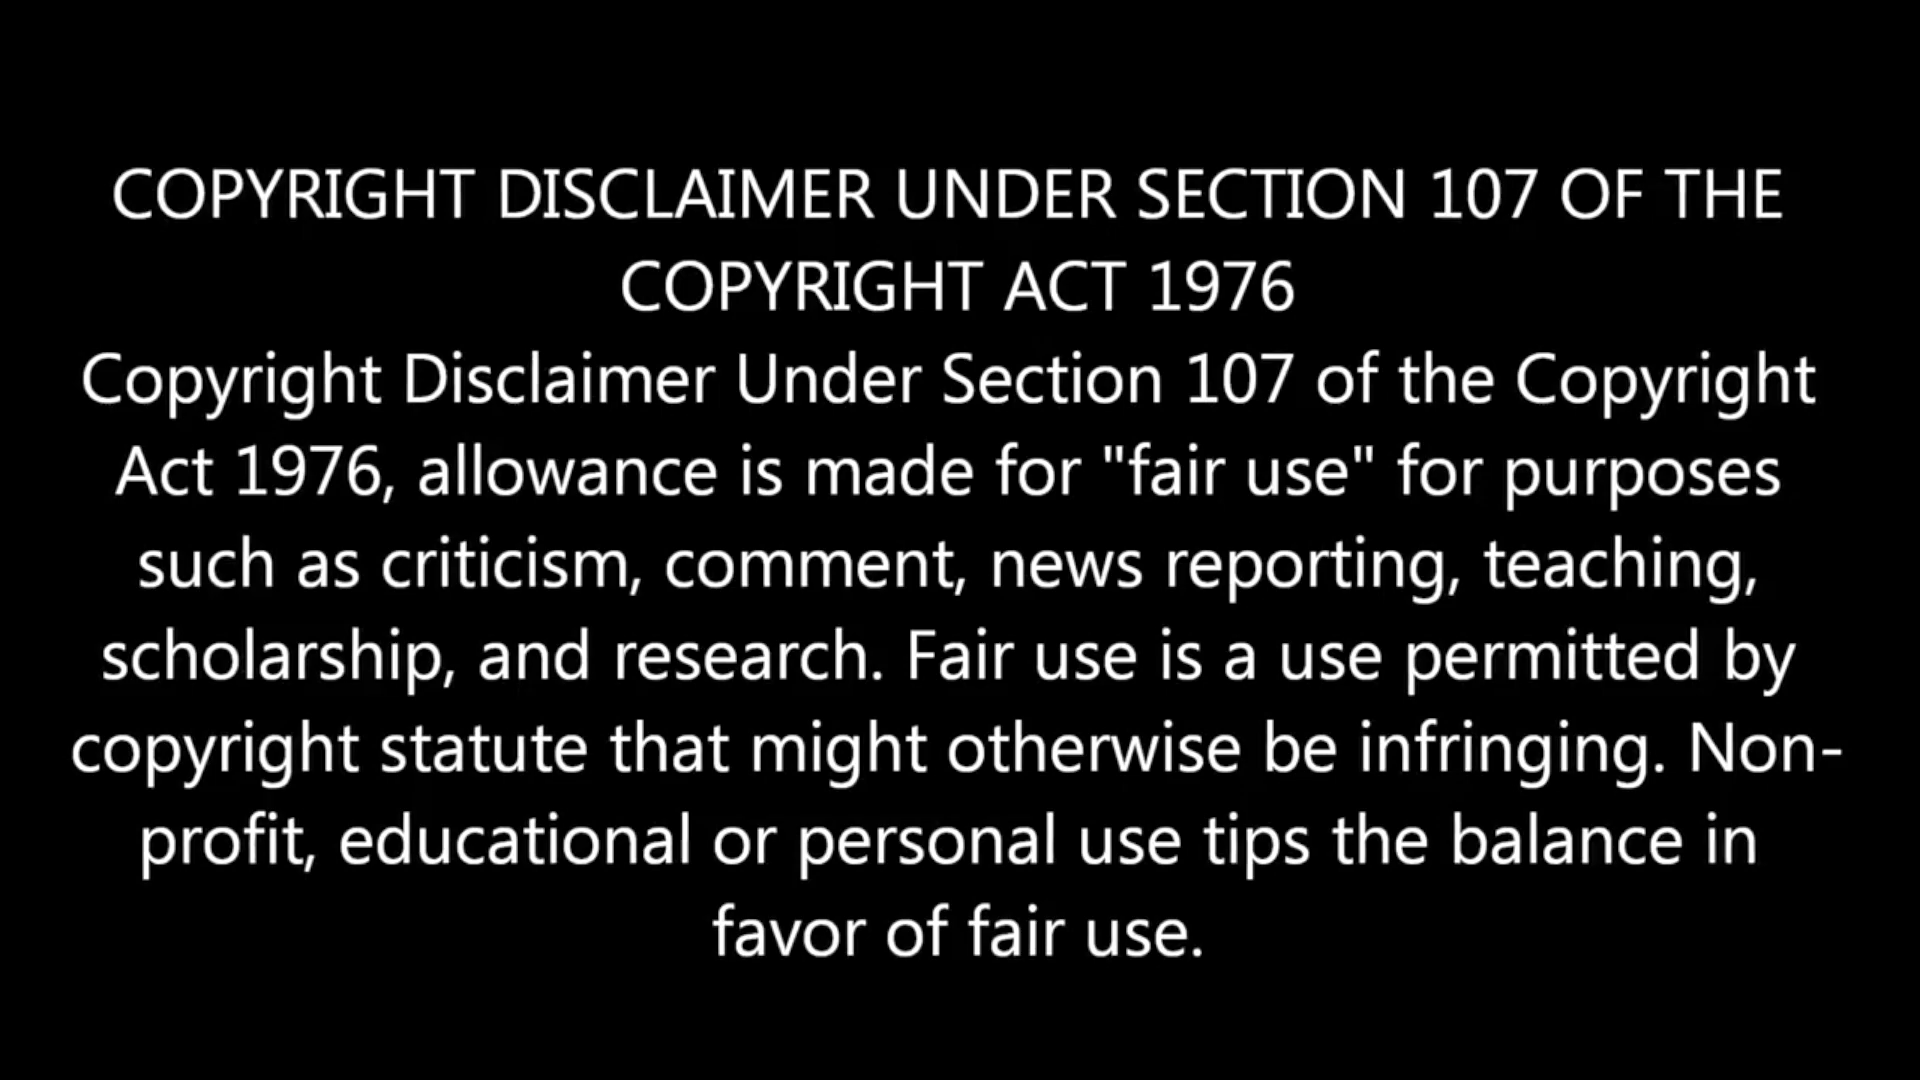 COPYRIGHT DISCLAIMER UNDER SECTION 107 OF THE
COPYRIGHT ACT 1976
Copyright Disclaimer Under Section 107 of the Copyright
Act 1976, allowance is made for "fair use" for purposes
such as criticism, comment, news reporting, teaching,
scholarship, and research. Fair use is a use permitted by
copyright statute that might otherwise be infringing. Non-
profit, educational or personal use tips the balance in
favor of fair use.